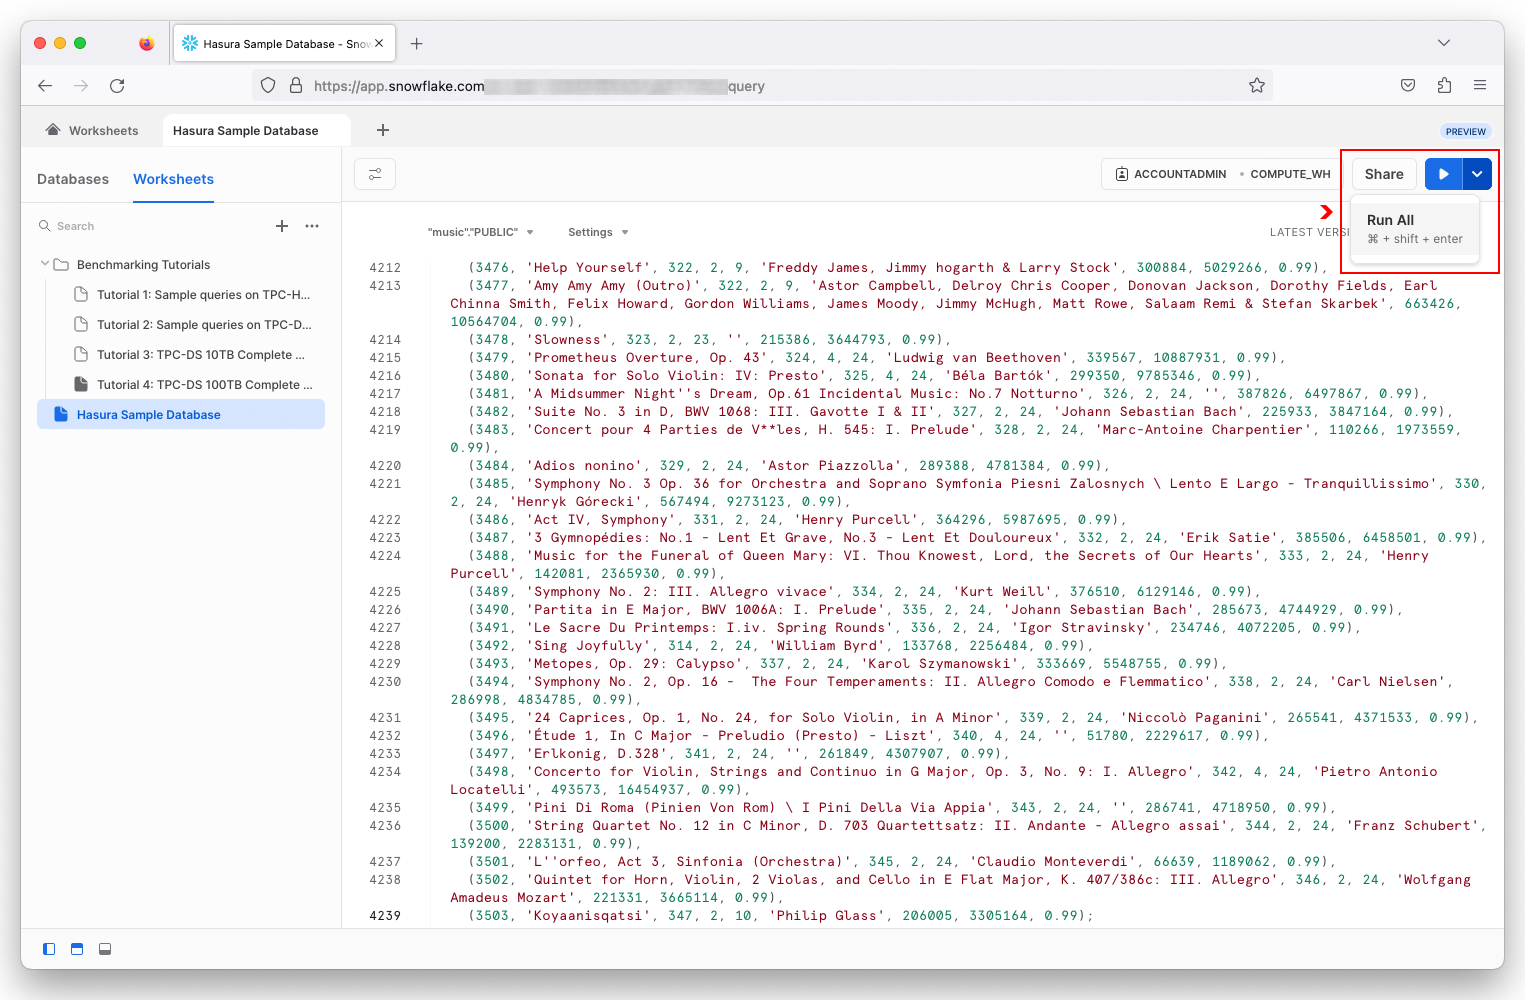 Hasura Sample Database - Snow
https://app.snowflake.com
query
Worksheets
Hasura Sample Database
PREVIEW
Databases
Worksheets
ACCOUNTADMIN
COMPUTE_WH
Share
Run All
⌘ + shift + enter
Search
"music"."PUBLIC"
Settings
LATEST VERSI
Benchmarking Tutorials
Tutorial 1: Sample queries on TPC-H...
Tutorial 2: Sample queries on TPC-D...
Tutorial 3: TPC-DS 10TB Complete ...
Tutorial 4: TPC-DS 100TB Complete ...
Hasura Sample Database
4212 (3476, 'Help Yourself', 322, 2, 9, 'Freddy James, Jimmy hogarth & Larry Stock', 300884, 5029266, 0.99),
4213 (3477, 'Amy Amy Amy (Outro)', 322, 2, 9, 'Astor Campbell, Delroy Chris Cooper, Donovan Jackson, Dorothy Fields, Earl
Chinna Smith, Felix Howard, Gordon Williams, James Moody, Jimmy McHugh, Matt Rowe, Salaam Remi & Stefan Skarbek', 663426,
10564704, 0.99),
4214 (3478, 'Slowness', 323, 2, 23, '', 215386, 3644793, 0.99),
4215 (3479, 'Prometheus Overture, Op. 43', 324, 4, 24, 'Ludwig van Beethoven', 339567, 10887931, 0.99),
4216 (3480, 'Sonata for Solo Violin: IV: Presto', 325, 4, 24, 'Béla Bartók', 299350, 9785346, 0.99),
4217 (3481, 'A Midsummer Night''s Dream, Op.61 Incidental Music: No.7 Notturno', 326, 2, 24, '', 387826, 6497867, 0.99),
4218 (3482, 'Suite No. 3 in D, BWV 1068: III. Gavotte I & II', 327, 2, 24, 'Johann Sebastian Bach', 225933, 3847164, 0.99),
4219 (3483, 'Concert pour 4 Parties de V**les, H. 545: I. Prelude', 328, 2, 24, 'Marc-Antoine Charpentier', 110266, 1973559,
0.99),
4220 (3484, 'Adios nonino', 329, 2, 24, 'Astor Piazzolla', 289388, 4781384, 0.99),
4221 (3485, 'Symphony No. 3 Op. 36 for Orchestra and Soprano Symfonia Piesni Zalosnych \ Lento E Largo - Tranquillissimo', 330,
2, 24, 'Henryk Górecki', 567494, 9273123, 0.99),
4222 (3486, 'Act IV, Symphony', 331, 2, 24, 'Henry Purcell', 364296, 5987695, 0.99),
4223 (3487, '3 Gymnopédies: No.1 - Lent Et Grave, No.3 - Lent Et Douloureux', 332, 2, 24, 'Erik Satie', 385506, 6458501, 0.99),
4224 (3488, 'Music for the Funeral of Queen Mary: VI. Thou Knowest, Lord, the Secrets of Our Hearts', 333, 2, 24, 'Henry
Purcell', 142081, 2365930, 0.99),
4225 (3489, 'Symphony No. 2: III. Allegro vivace', 334, 2, 24, 'Kurt Weill', 376510, 6129146, 0.99),
4226 (3490, 'Partita in E Major, BWV 1006A: I. Prelude', 335, 2, 24, 'Johann Sebastian Bach', 285673, 4744929, 0.99),
4227 (3491, 'Le Sacre Du Printemps: I.iv. Spring Rounds', 336, 2, 24, 'Igor Stravinsky', 234746, 4072205, 0.99),
4228 (3492, 'Sing Joyfully', 314, 2, 24, 'William Byrd', 133768, 2256484, 0.99),
4229 (3493, 'Metopes, Op. 29: Calypso', 337, 2, 24, 'Karol Szymanowski', 333669, 5548755, 0.99),
4230 (3494, 'Symphony No. 2, Op. 16 -  The Four Temperaments: II. Allegro Comodo e Flemmatico', 338, 2, 24, 'Carl Nielsen',
286998, 4834785, 0.99),
4231 (3495, '24 Caprices, Op. 1, No. 24, for Solo Violin, in A Minor', 339, 2, 24, 'Niccolò Paganini', 265541, 4371533, 0.99),
4232 (3496, 'Étude 1, In C Major - Preludio (Presto) - Liszt', 340, 4, 24, '', 51780, 2229617, 0.99),
4233 (3497, 'Erlkonig, D.328', 341, 2, 24, '', 261849, 4307907, 0.99),
4234 (3498, 'Concerto for Violin, Strings and Continuo in G Major, Op. 3, No. 9: I. Allegro', 342, 4, 24, 'Pietro Antonio
Locatelli', 493573, 16454937, 0.99),
4235 (3499, 'Pini Di Roma (Pinien Von Rom) \ I Pini Della Via Appia', 343, 2, 24, '', 286741, 4718950, 0.99),
4236 (3500, 'String Quartet No. 12 in C Minor, D. 703 Quartettsatz: II. Andante - Allegro assai', 344, 2, 24, 'Franz Schubert',
139200, 2283131, 0.99),
4237 (3501, 'L''orfeo, Act 3, Sinfonia (Orchestra)', 345, 2, 24, 'Claudio Monteverdi', 66639, 1189062, 0.99),
4238 (3502, 'Quintet for Horn, Violin, 2 Violas, and Cello in E Flat Major, K. 407/386c: III. Allegro', 346, 2, 24, 'Wolfgang
Amadeus Mozart', 221331, 3665114, 0.99),
4239 (3503, 'Koyaanisqatsi', 347, 2, 10, 'Philip Glass', 206005, 3305164, 0.99);